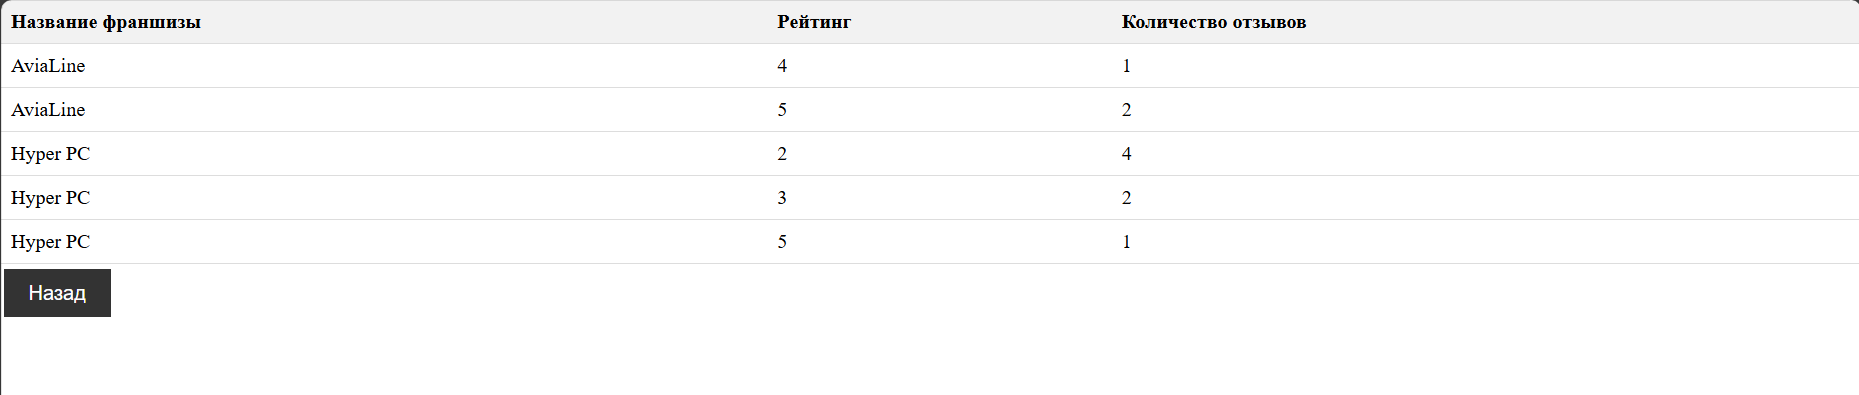 Название франшизы Рейтинг Количество отзывов
AviaLine 4 1
AviaLine 5 2
Hyper PC 2 4
Hyper PC 3 2
Hyper PC 5 1
Назад